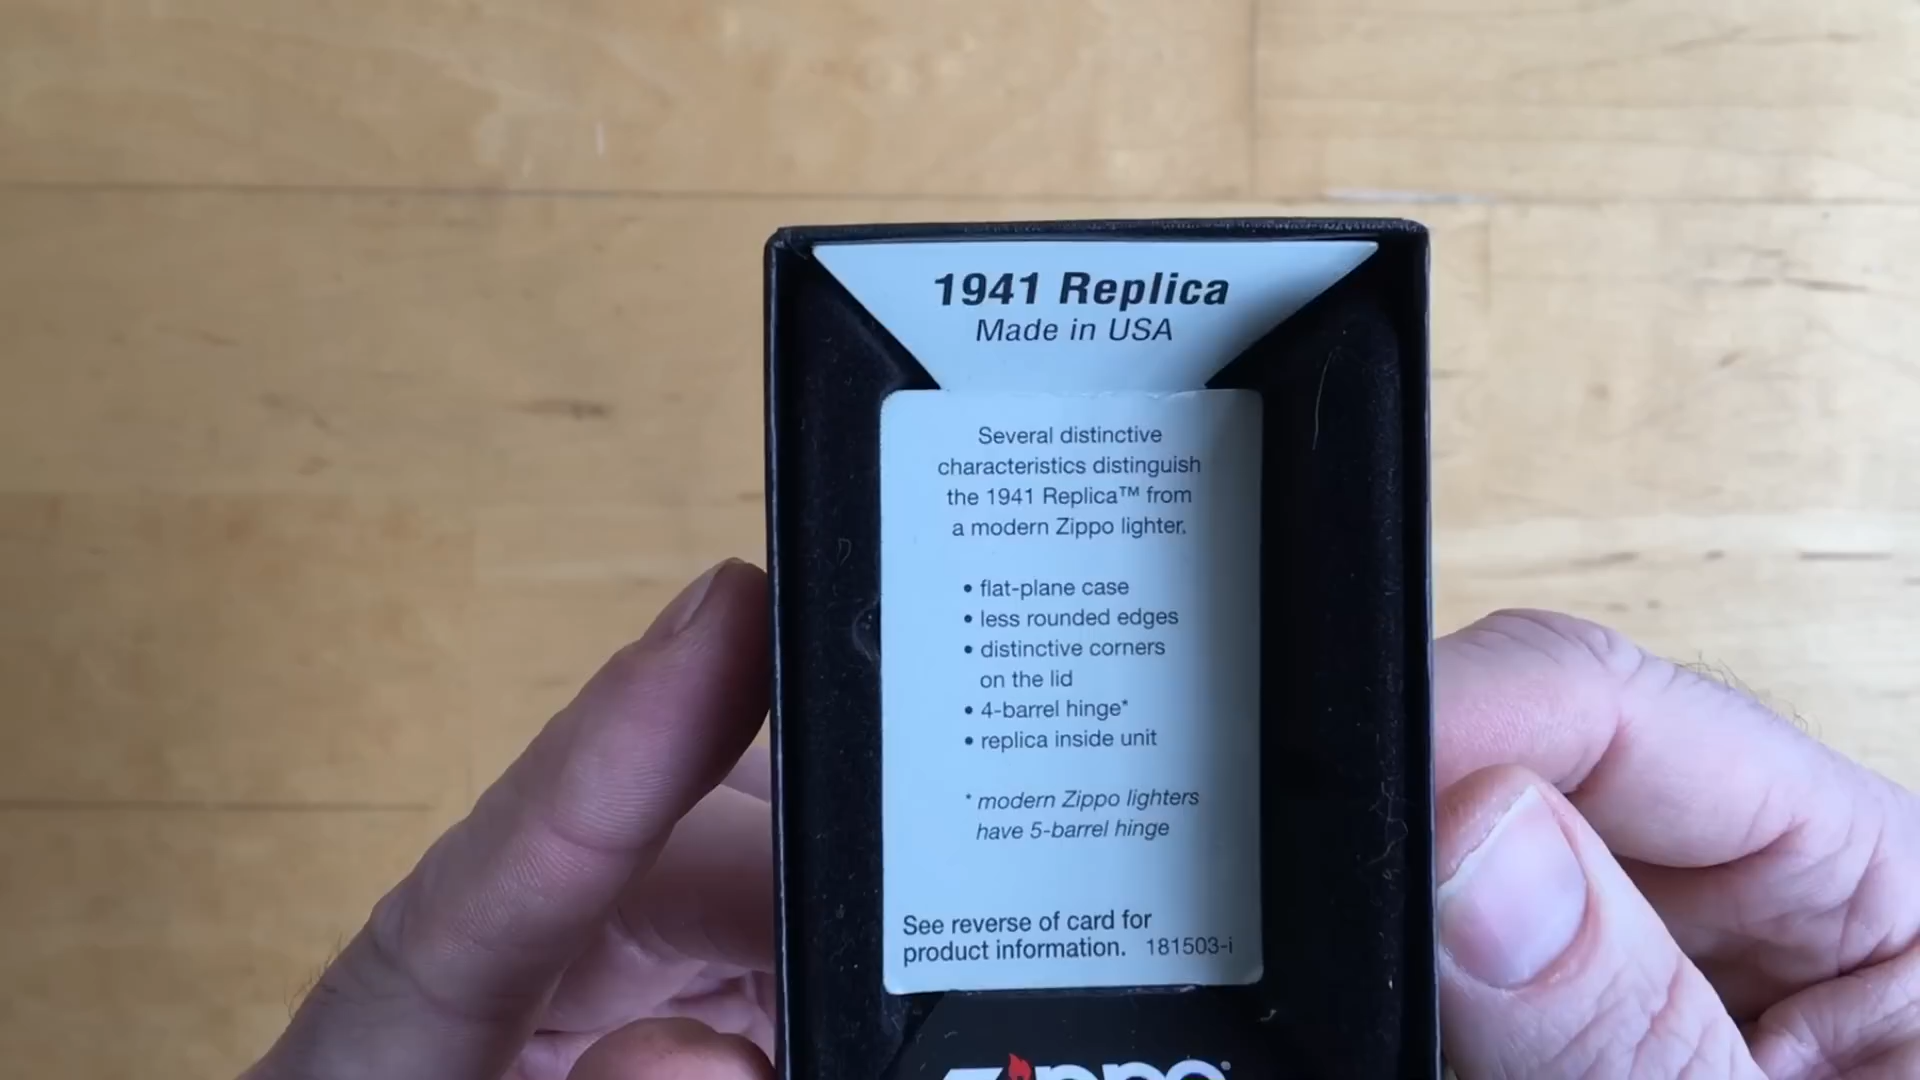 1941 Replica
Made in USA
Several distinctive
characteristics distinguish
the 1941 Replica™ from
a modern Zippo lighter.
• flat-plane case
• less rounded edges
• distinctive corners
on the lid
• 4-barrel hinge*
• replica inside unit
* modern Zippo lighters
have 5-barrel hinge
See reverse of card for
product information. 181503-i
Zippo®